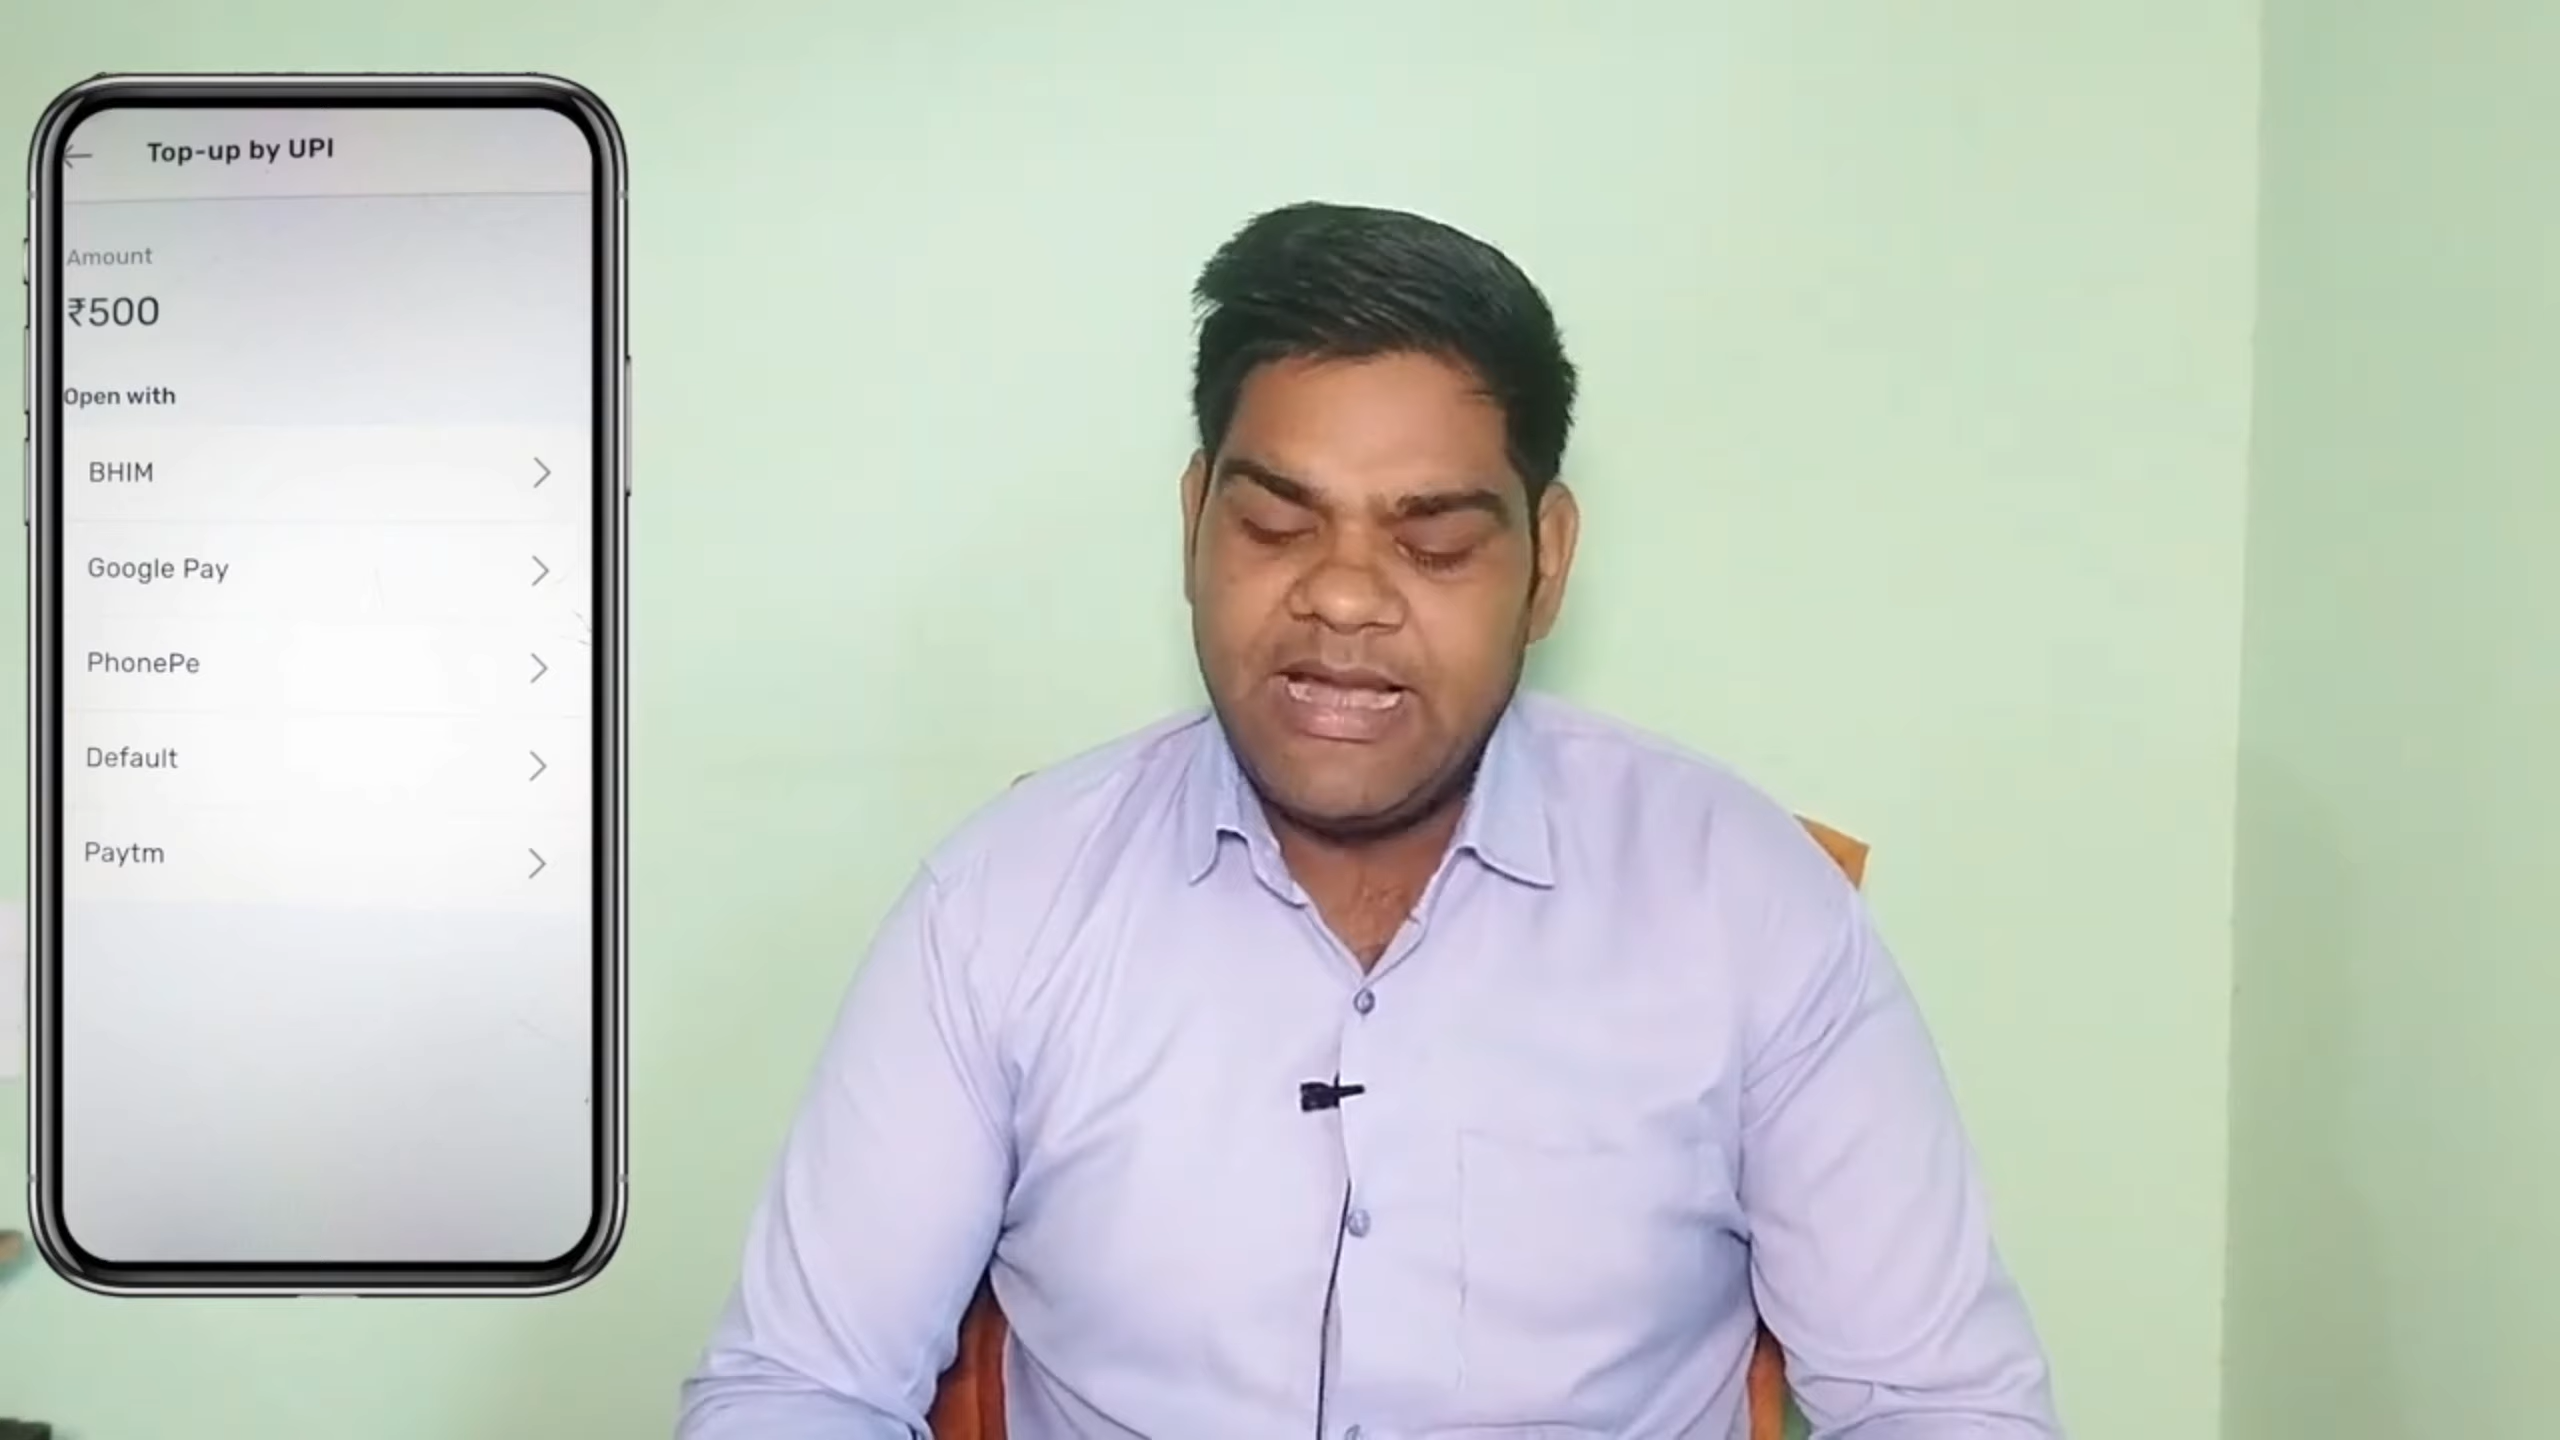 Top-up by UPI
Amount
₹500
Open with
BHIM
Google Pay
PhonePe
Default
Paytm